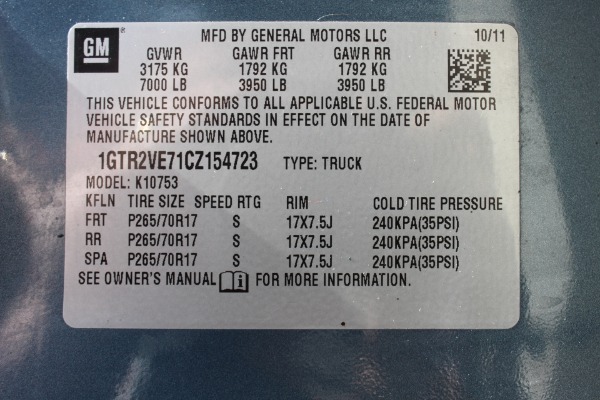 GM MFD BY GENERAL MOTORS LLC 10/11
GVWR GAWR FRT GAWR RR
3175 KG 1792 KG 1792 KG
7000 LB 3950 LB 3950 LB
THIS VEHICLE CONFORMS TO ALL APPLICABLE U.S. FEDERAL MOTOR
VEHICLE SAFETY STANDARDS IN EFFECT ON THE DATE OF
MANUFACTURE SHOWN ABOVE.
1GTR2VE71CZ154723 TYPE: TRUCK
MODEL: K10753
KFLN TIRE SIZE SPEED RTG RIM COLD TIRE PRESSURE
FRT P265/70R17 S 17X7.5J 240KPA(35PSI)
RR P265/70R17 S 17X7.5J 240KPA(35PSI)
SPA P265/70R17 S 17X7.5J 240KPA(35PSI)
SEE OWNER'S MANUAL i FOR MORE INFORMATION.